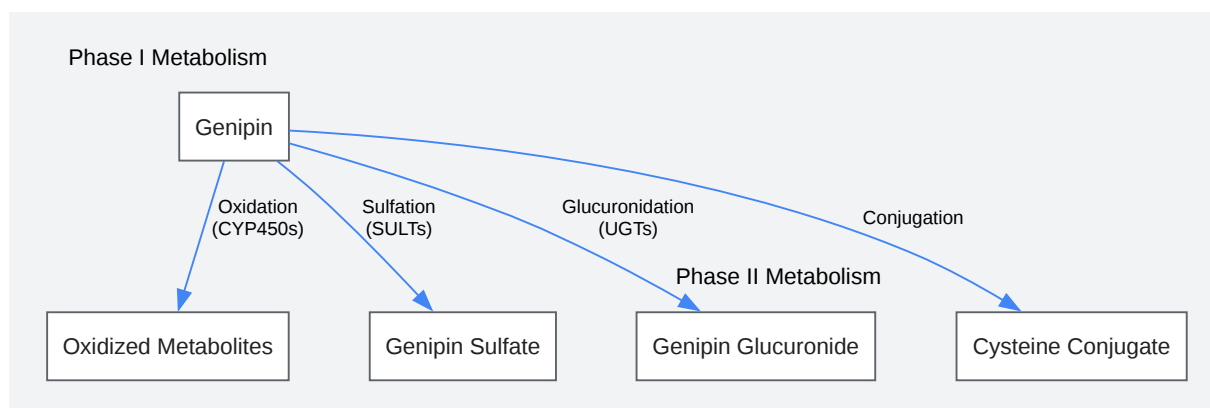 Phase I Metabolism
Genipin
Oxidation
(CYP450s)
Sulfation
(SULTs)
Glucuronidation
(UGTs)
Conjugation
Phase II Metabolism
Oxidized Metabolites
Genipin Sulfate
Genipin Glucuronide
Cysteine Conjugate